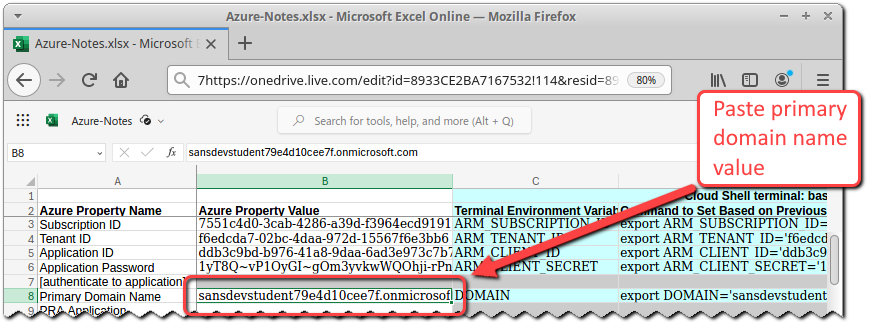 Azure-Notes.xlsx - Microsoft Excel Online — Mozilla Firefox
Azure-Notes.xlsx - Microsoft E
7https://onedrive.live.com/edit?id=8933CE2BA7167532!114&resid=89
80%
Paste primary
domain name
value
Azure-Notes
Search for tools, help, and more (Alt + Q)
B8
fx
sansdevstudent79e4d10cee7f.onmicrosoft.com
A B C
1 Cloud Shell terminal: bas
2 Azure Property Name Azure Property Value Terminal Environment Variab Command to Set Based on Previous
3 Subscription ID 7551c4d0-3cab-4286-a39d-f3964ecd9191 ARM_SUBSCRIPTION_I export ARM_SUBSCRIPTION_ID=
4 Tenant ID f6edcda7-02bc-4daa-972d-15567f6e3bb6 ARM_TENANT_ID export ARM_TENANT_ID='f6edcd
5 Application ID ddb3c9bd-b976-41a8-9daa-6ad3e973c7b7 ARM_CLIENT_ID export ARM_CLIENT_ID='ddb3c9
6 Application Password 1yT8Q~vP1OyGI~gOm3yvkwWQOhji-rPn ARM_CLIENT_SECRET export ARM_CLIENT_SECRET='1
7 [authenticate to application]
8 Primary Domain Name sansdevstudent79e4d10cee7f.onmicrosof DOMAIN export DOMAIN='sansdevstudent
9 Application